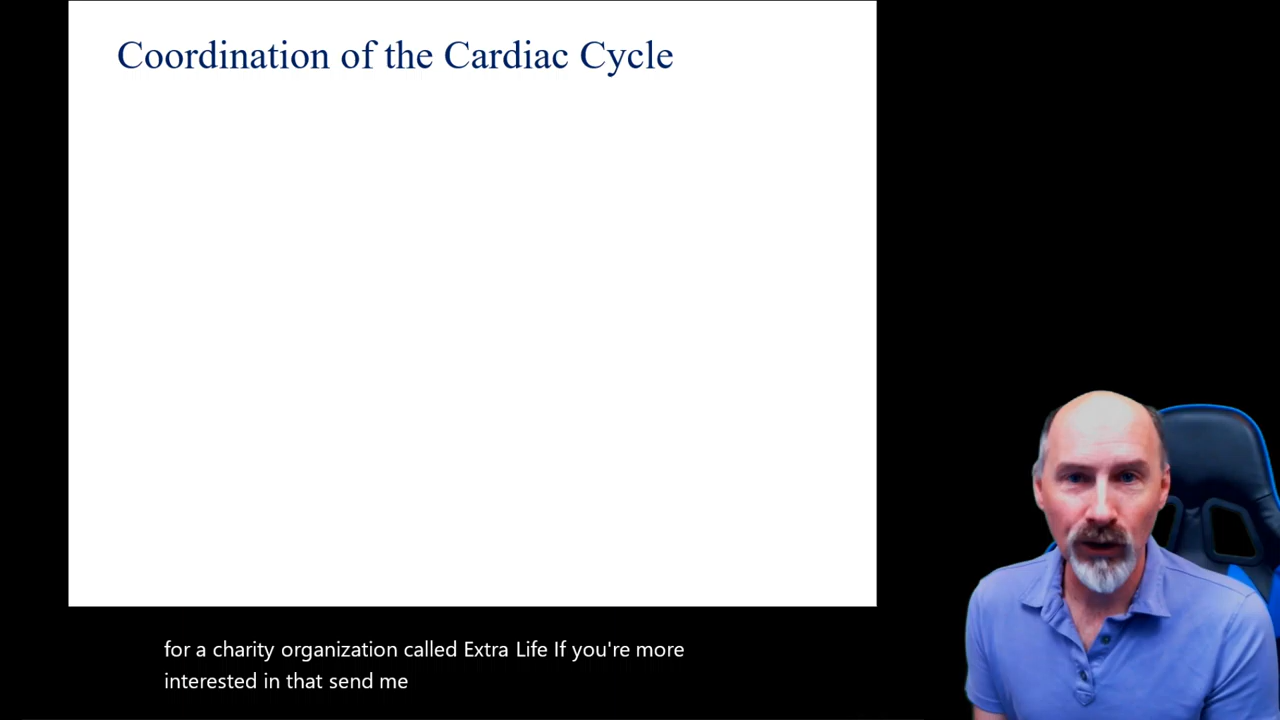 Coordination of the Cardiac Cycle
for a charity organization called Extra Life If you're more
interested in that send me